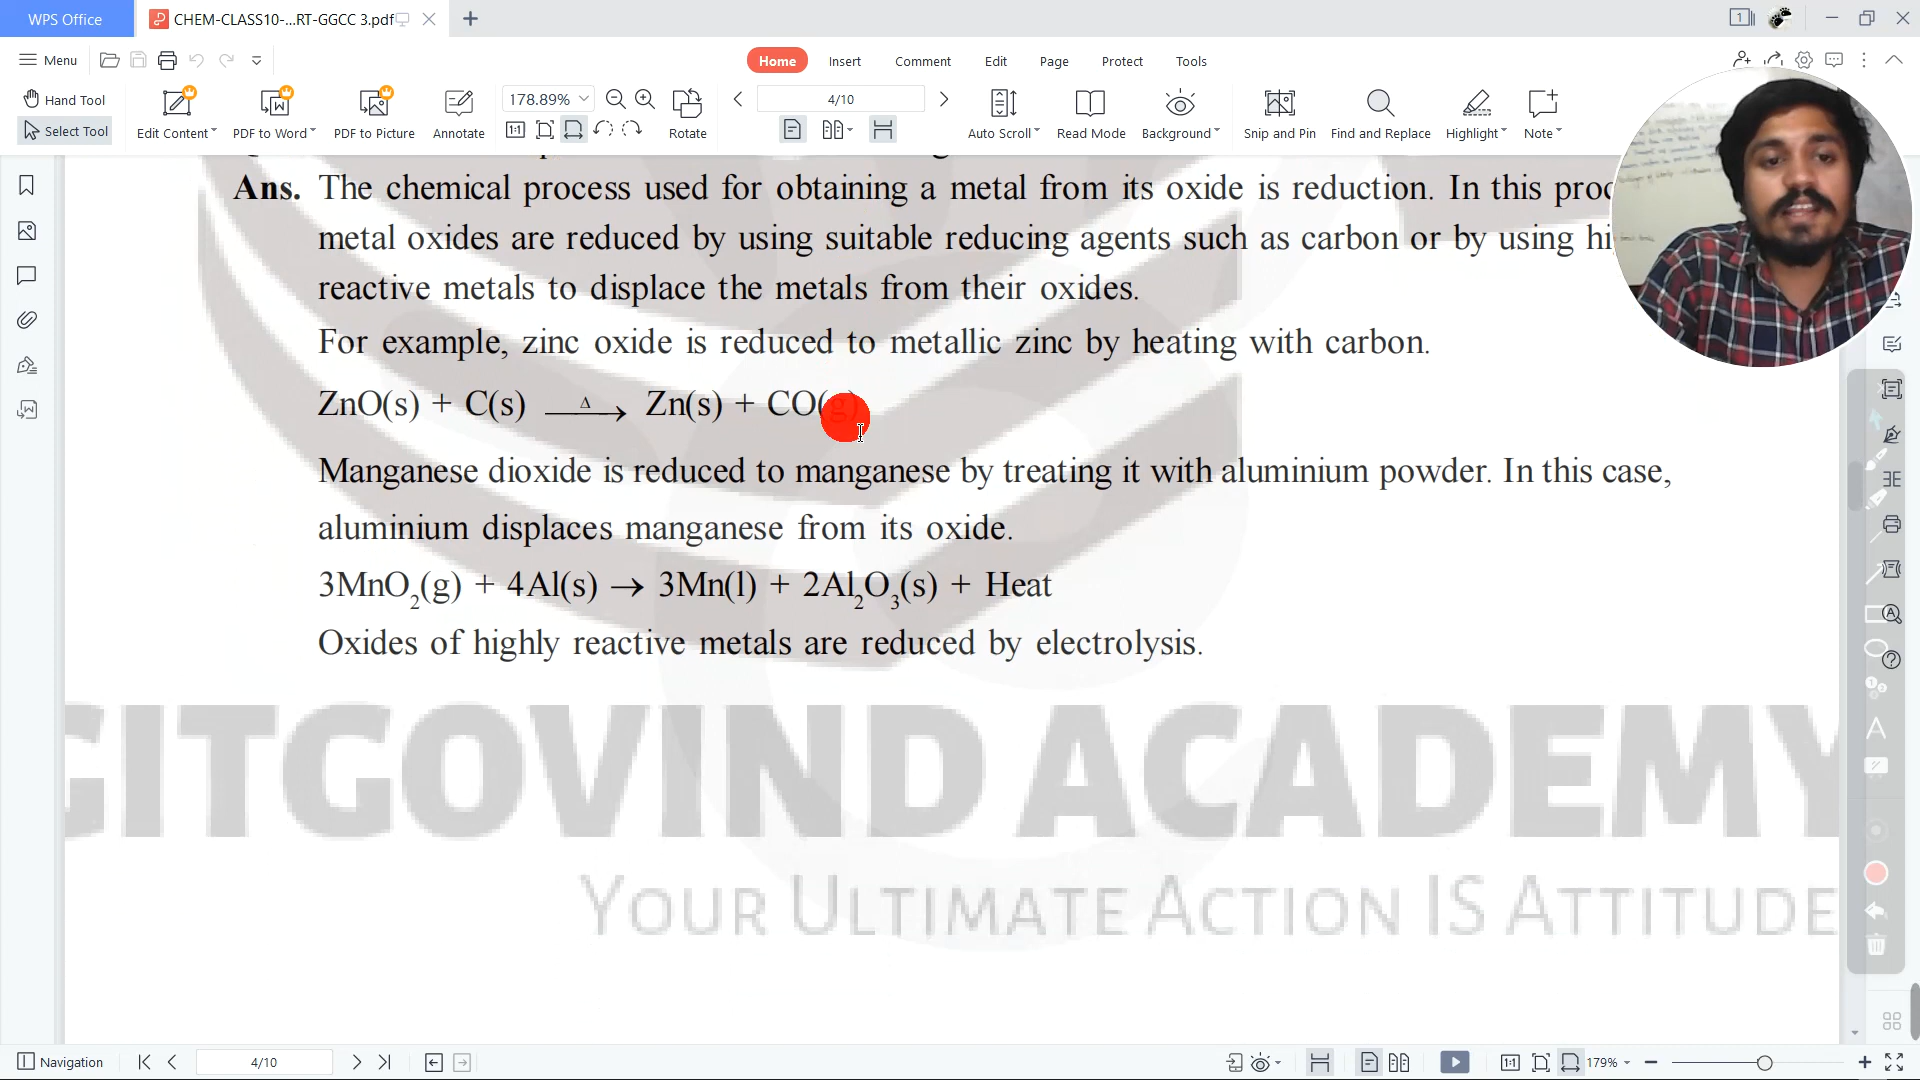 WPS Office
CHEM-CLASS10-...RT-GGCC 3.pdf
1
Menu
Home
Insert
Comment
Edit
Page
Protect
Tools
Hand Tool
Select Tool
Edit Content
PDF to Word
PDF to Picture
Annotate
178.89%
4/10
1:1
Rotate
Auto Scroll
Read Mode
Background
Snip and Pin
Find and Replace
Highlight
Note
Ans. The chemical process used for obtaining a metal from its oxide is reduction. In this
metal oxides are reduced by using suitable reducing agents such as carbon or by using
reactive metals to displace the metals from their oxides.
For example, zinc oxide is reduced to metallic zinc by heating with carbon.
ZnO(s) + C(s) —Δ→ Zn(s) + CO(g)
Manganese dioxide is reduced to manganese by treating it with aluminium powder. In this case,
aluminium displaces manganese from its oxide.
3MnO₂(g) + 4Al(s) → 3Mn(l) + 2Al₂O₃(s) + Heat
Oxides of highly reactive metals are reduced by electrolysis.
GITGOVIND ACADEMY
YOUR ULTIMATE ACTION IS ATTITUDE
Navigation
4/10
1:1
179%